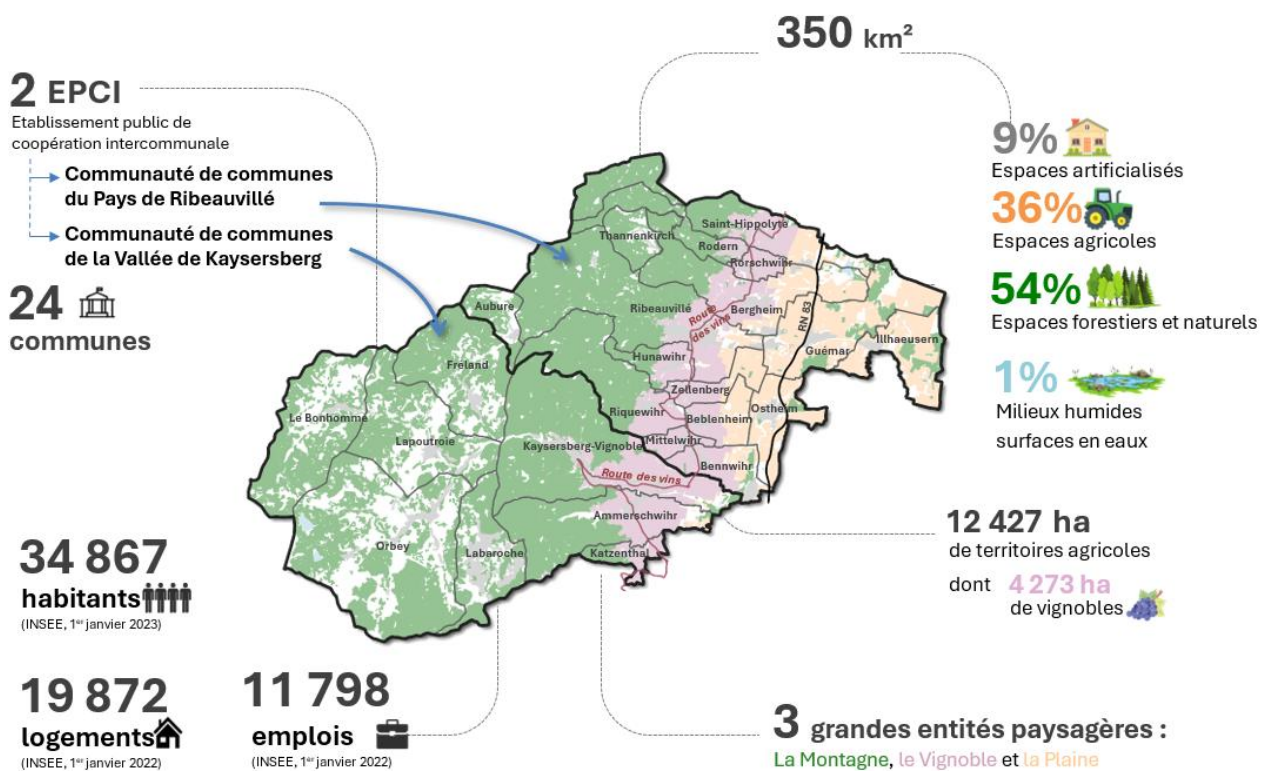 350 km²
2 EPCI
Etablissement public de
coopération intercommunale
Communauté de communes
du Pays de Ribeauvillé
Communauté de communes
de la Vallée de Kaysersberg
24
communes
9%
Espaces artificialisés
36%
Espaces agricoles
54%
Espaces forestiers et naturels
1%
Milieux humides
surfaces en eaux
Saint-Hippolyte
Thannenkirch
Rodern
Rorschwihr
Aubure
Ribeauvillé
Route
des vins
Bergheim
RN 83
Illhaeusern
Guémar
Hunawihr
Freland
Zellenberg
Le Bonhomme
Riquewihr
Ostheim
Beblenheim
Lapoutroie
Kaysersberg-Vignoble
Mittelwihr
Bennwihr
Route des vins
Ammerschwihr
Orbey
Labaroche
Katzenthal
12 427 ha
de territoires agricoles
dont 4 273 ha
de vignobles
34 867
habitants
(INSEE, 1er janvier 2023)
19 872
logements
(INSEE, 1er janvier 2022)
11 798
emplois
(INSEE, 1er janvier 2022)
3 grandes entités paysagères :
La Montagne, le Vignoble et la Plaine